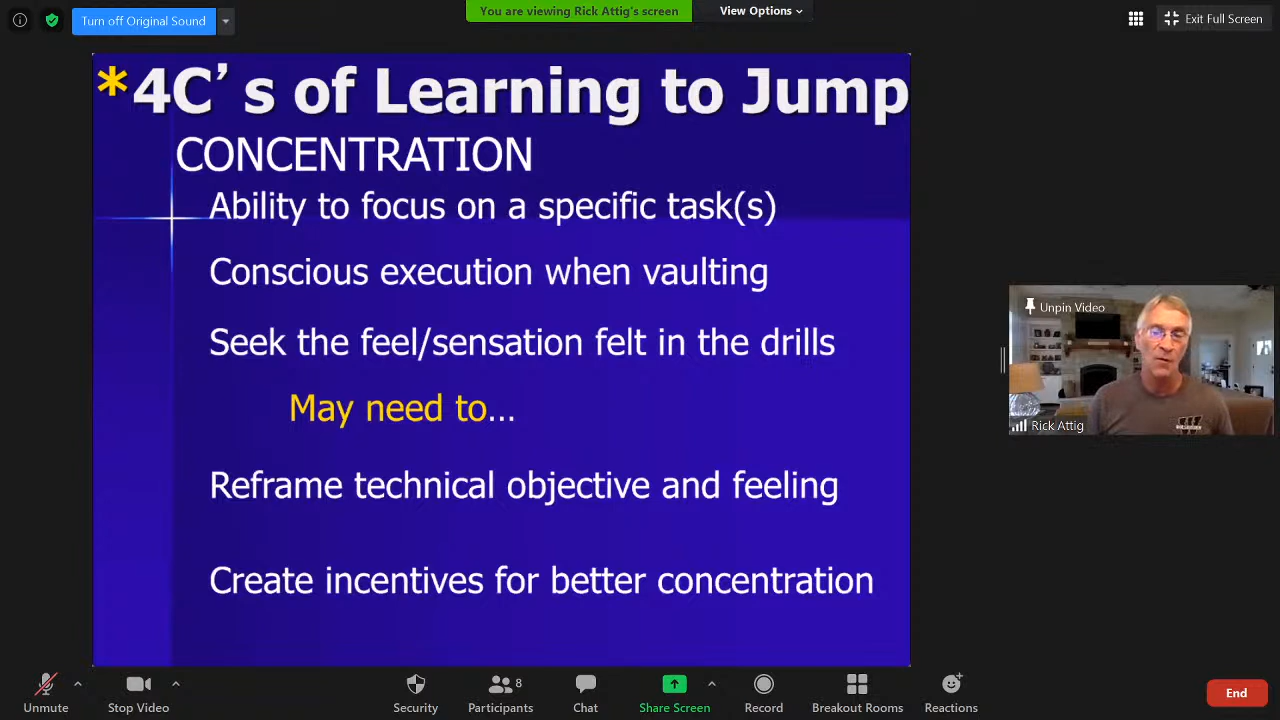 Turn off Original Sound
You are viewing Rick Attig's screen
View Options
Exit Full Screen
*4C's of Learning to Jump
CONCENTRATION
Ability to focus on a specific task(s)
Conscious execution when vaulting
Seek the feel/sensation felt in the drills
May need to...
Reframe technical objective and feeling
Create incentives for better concentration
Unpin Video
Rick Attig
Unmute
Stop Video
Security
Participants
8
Chat
Share Screen
Record
Breakout Rooms
Reactions
End